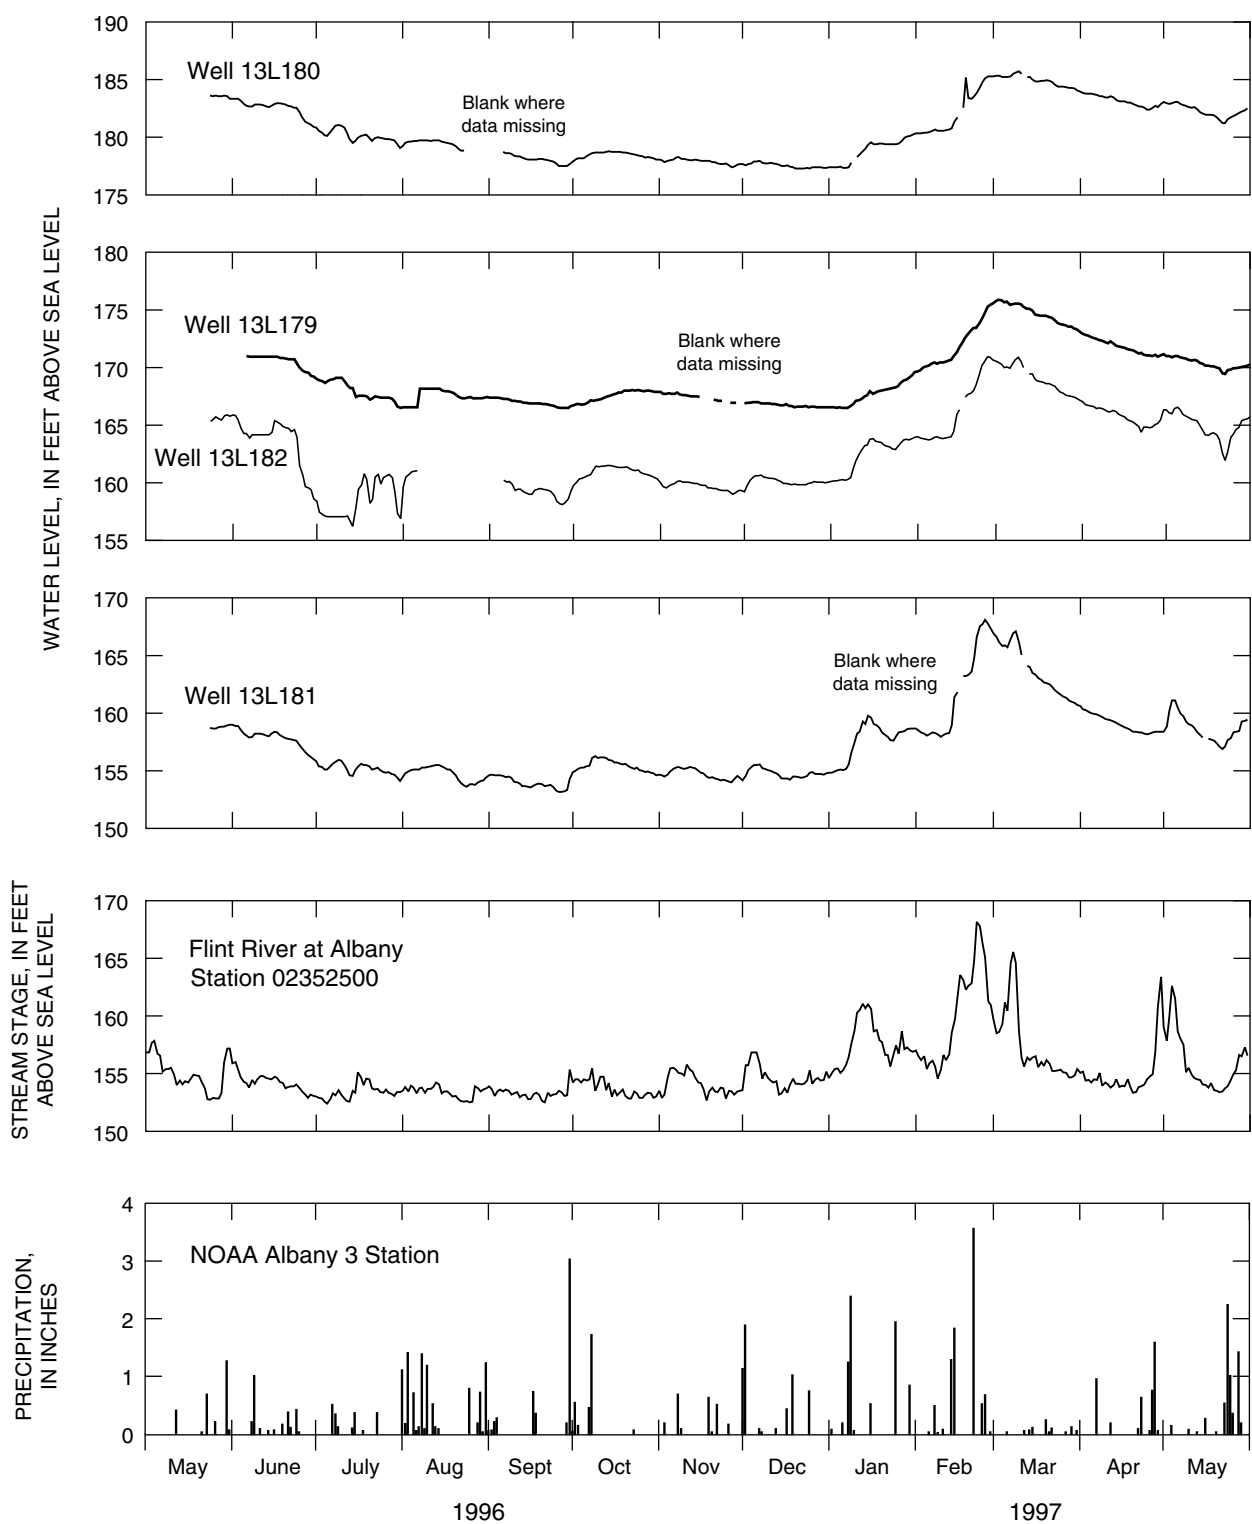 WATER LEVEL, IN FEET ABOVE SEA LEVEL
190
185
180
175
Well 13L180
Blank where
data missing
180
175
170
165
160
155
Well 13L179
Blank where
data missing
Well 13L182
170
165
160
155
150
Well 13L181
Blank where
data missing
STREAM STAGE, IN FEET
ABOVE SEA LEVEL
170
165
160
155
150
Flint River at Albany
Station 02352500
PRECIPITATION,
IN INCHES
4
3
2
1
0
NOAA Albany 3 Station
May June July Aug Sept Oct Nov Dec Jan Feb Mar Apr May
1996 1997